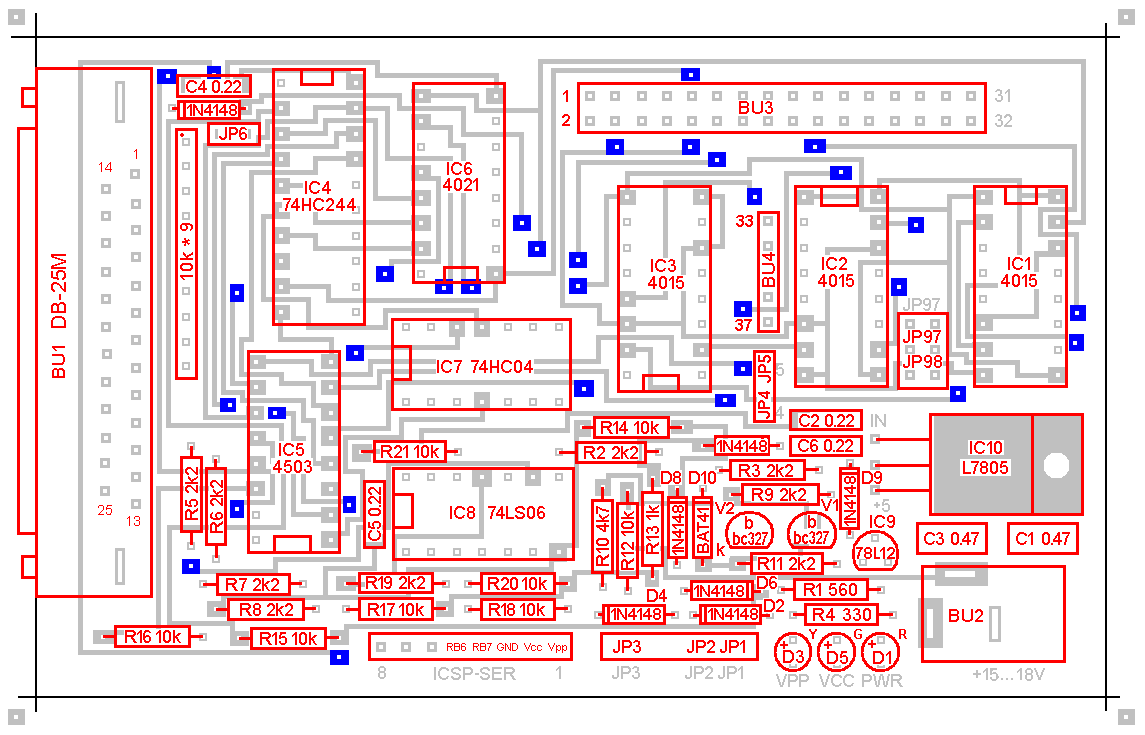 C4 0.22
1N4148
JP6
1
2
BU3
31
32
1
14
25
13
BU1 DB-25M
10k * 9
IC4
74HC244
IC6
4021
IC3
4015
33
BU4
37
IC2
4015
IC1
4015
JP97
JP97
JP98
IC7 74HC04
JP4 JP5
5
4
C2 0.22
IN
C6 0.22
+5
IC10
L7805
IC5
4503
R21 10k
R14 10k
R2 2k2
1N4148
R3 2k2
R9 2k2
D8 D10
D9
1N4148
R5 2k2
R6 2k2
C5 0.22
IC8 74LS06
R10 4k7
R12 10k
R13 1k
1N4148
BAT41
V2
b
bc327
k
V1
b
bc327
IC9
78L12
C3 0.47
C1 0.47
R11 2k2
R7 2k2
R19 2k2
R20 10k
D4
1N4148
D6
R1 560
R8 2k2
R17 10k
R18 10k
1N4148
1N4148
D2
R4 330
BU2
R16 10k
R15 10k
RB6 RB7 GND Vcc Vpp
JP3
JP2 JP1
Y
G
R
+
D3
+
D5
+
D1
8
ICSP-SER
1
JP3
JP2 JP1
VPP
VCC
PWR
+15...18V